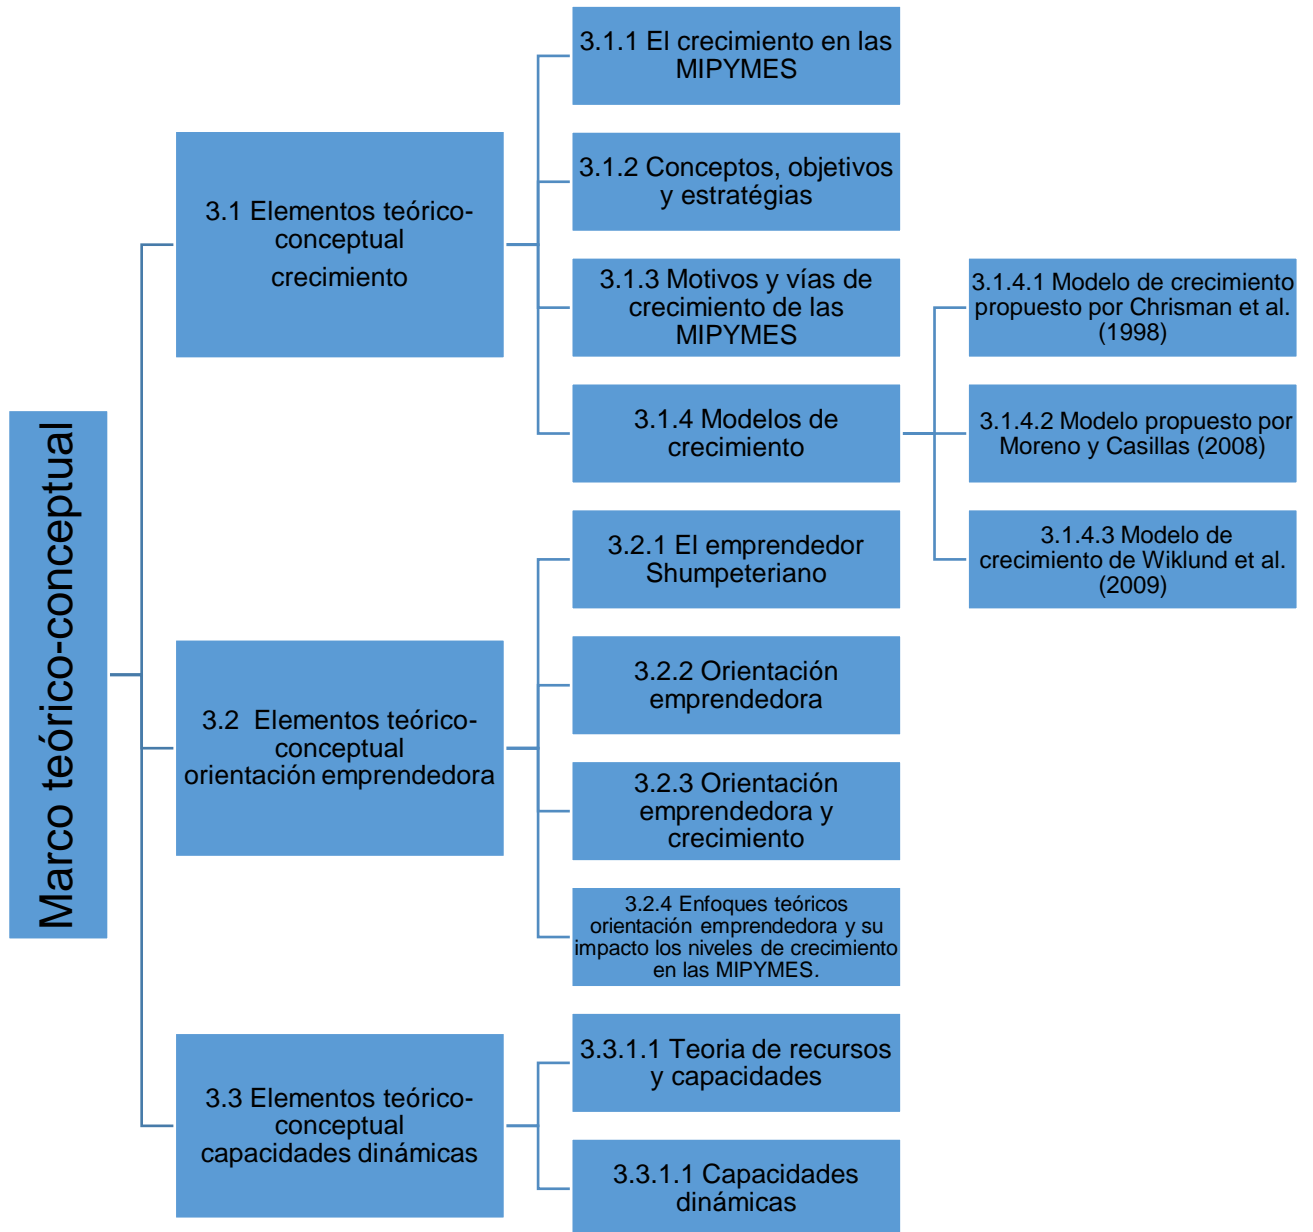 Marco teórico-conceptual
3.1 Elementos teórico-
conceptual
crecimiento
3.1.1 El crecimiento en las
MIPYMES
3.1.2 Conceptos, objetivos
y estratégias
3.1.3 Motivos y vías de
crecimiento de las
MIPYMES
3.1.4 Modelos de
crecimiento
3.1.4.1 Modelo de crecimiento
propuesto por Chrisman et al.
(1998)
3.1.4.2 Modelo propuesto por
Moreno y Casillas (2008)
3.1.4.3 Modelo de
crecimiento de Wiklund et al.
(2009)
3.2 Elementos teórico-
conceptual
orientación emprendedora
3.2.1 El emprendedor
Shumpeteriano
3.2.2 Orientación
emprendedora
3.2.3 Orientación
emprendedora y
crecimiento
3.2.4 Enfoques teóricos
orientación emprendedora y su
impacto los niveles de crecimiento
en las MIPYMES.
3.3 Elementos teórico-
conceptual
capacidades dinámicas
3.3.1.1 Teoria de recursos
y capacidades
3.3.1.1 Capacidades
dinámicas